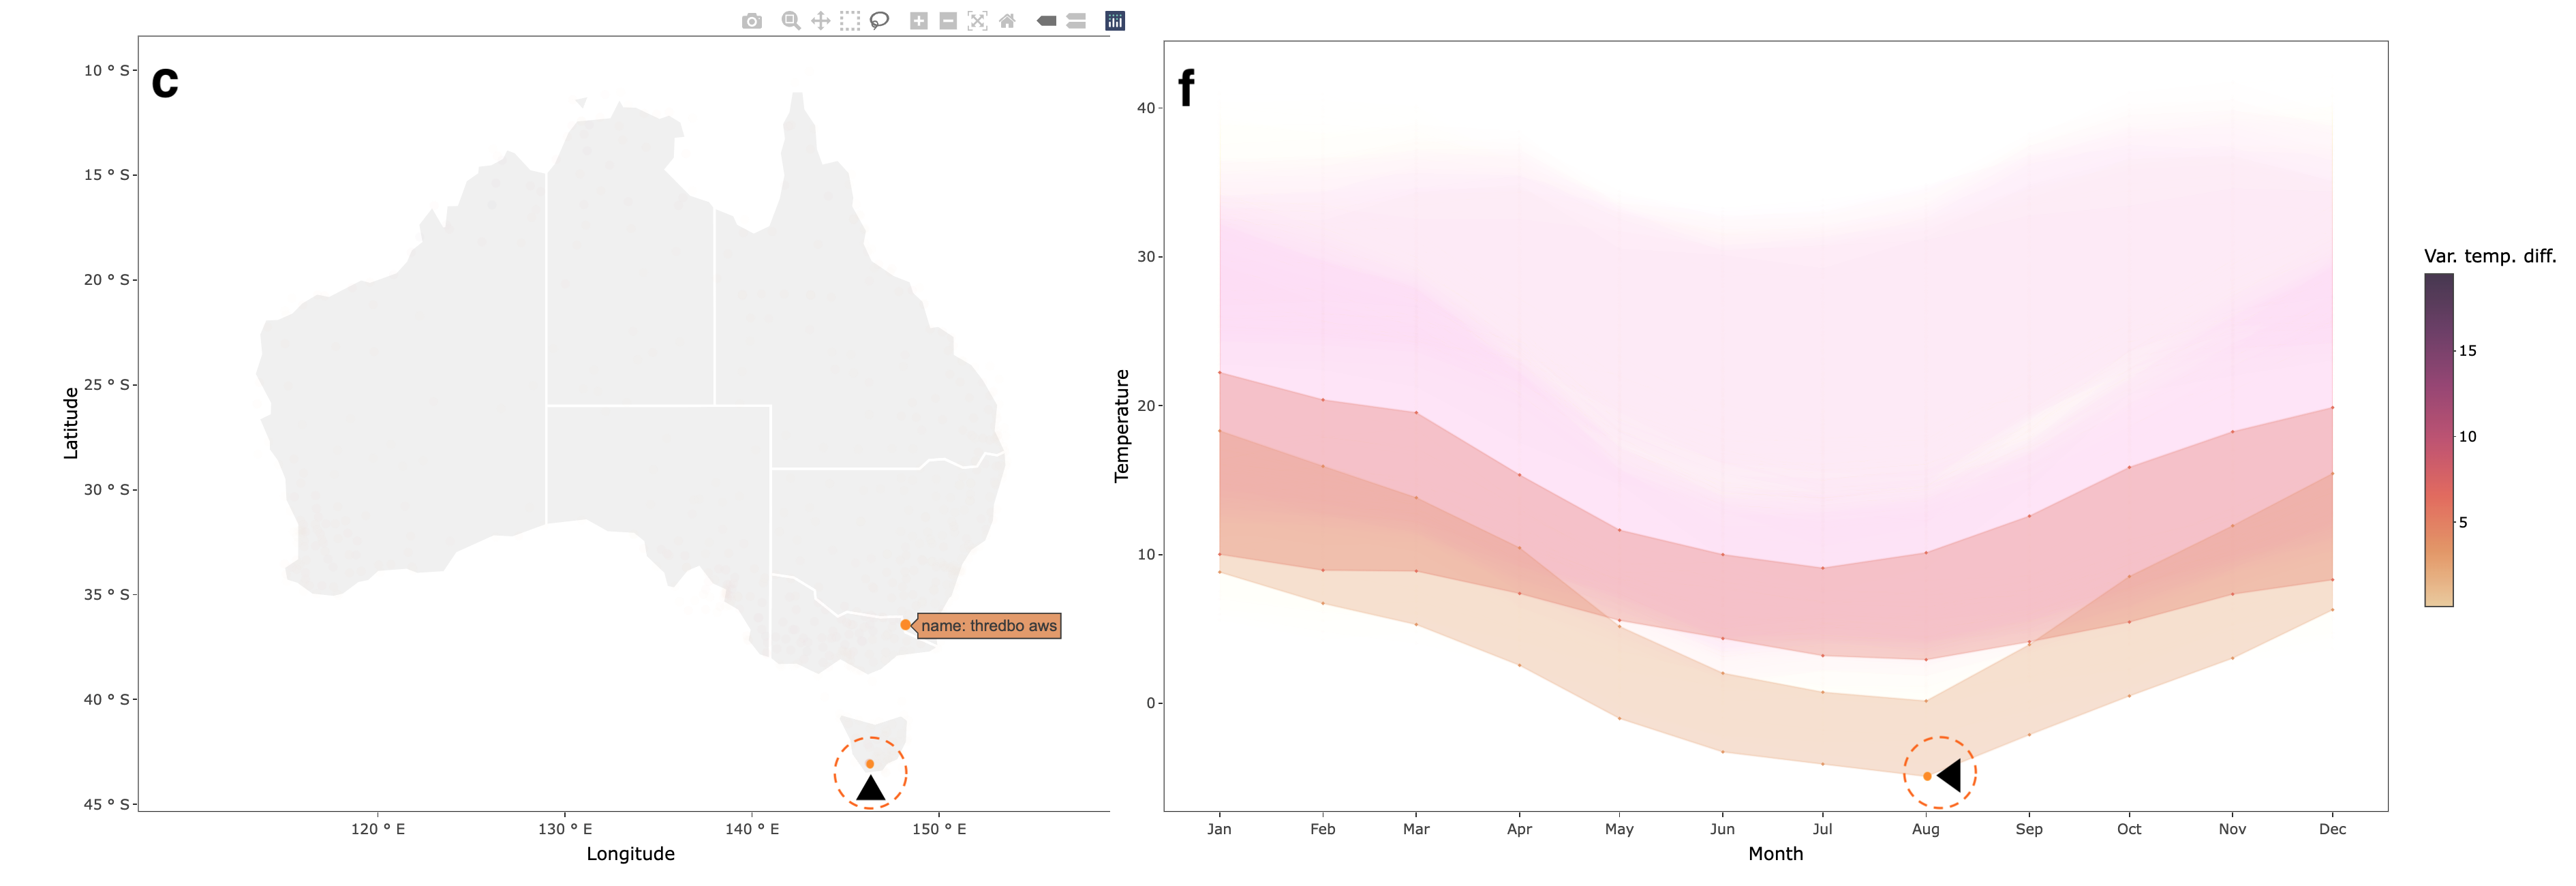 c
10 ° S
15 ° S
20 ° S
25 ° S
30 ° S
35 ° S
40 ° S
45 ° S
Latitude
name: thredbo aws
120 ° E
130 ° E
140 ° E
150 ° E
Longitude
f
40
30
20
10
0
Temperature
Jan
Feb
Mar
Apr
May
Jun
Jul
Aug
Sep
Oct
Nov
Dec
Month
Var. temp. diff.
15
10
5